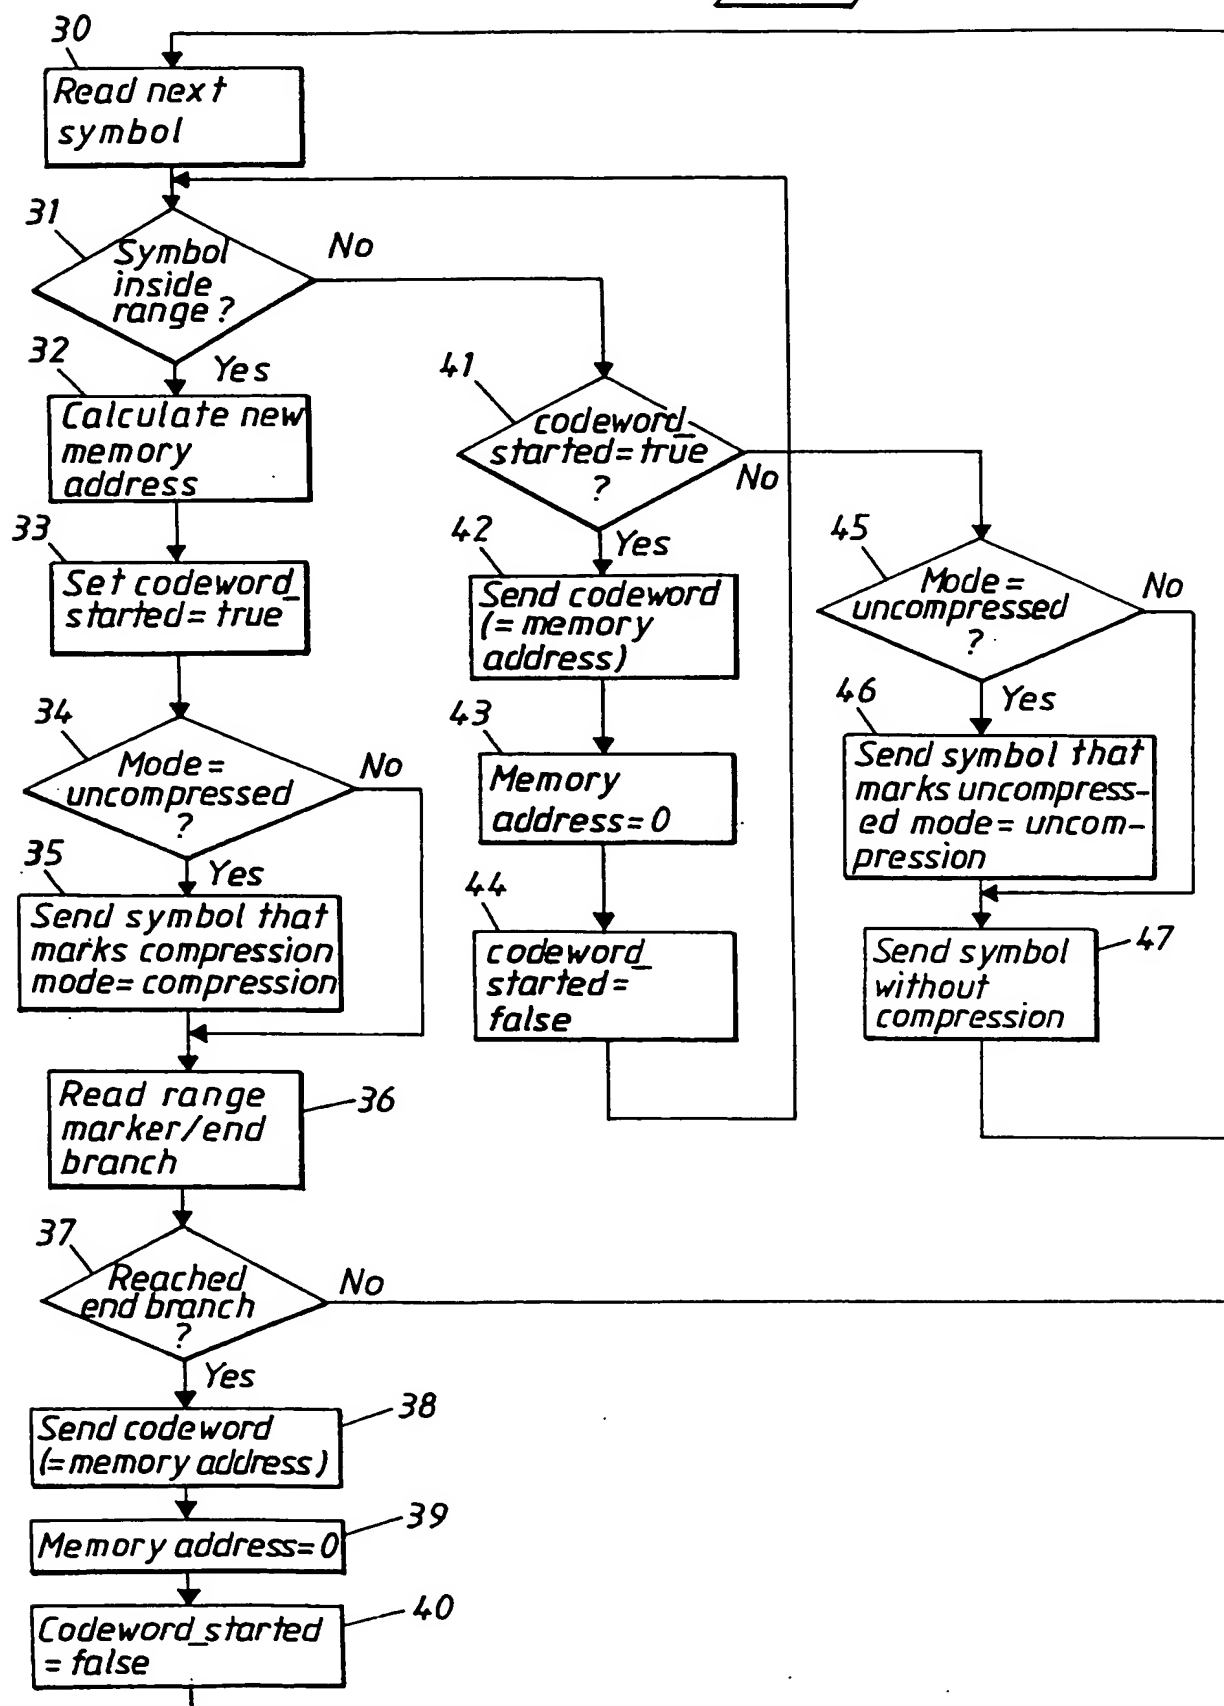 30
Read next
symbol
31
Symbol
inside
range?
No
Yes
32
Calculate new
memory
address
33
Set codeword_
started=true
34
Mode=
uncompressed
?
No
Yes
35
Send symbol that
marks compression
mode=compression
Read range
marker/end
branch
36
37
Reached
end branch
?
No
Yes
Send codeword
(=memory address)
38
Memory address=0
39
Codeword_started
=false
40
41
codeword_
started=true
?
No
Yes
42
Send codeword
(=memory
address)
43
Memory
address=0
44
codeword_
started=
false
45
Mode=
uncompressed
?
No
Yes
46
Send symbol that
marks uncompress-
ed mode=uncom-
pression
Send symbol
without
compression
47